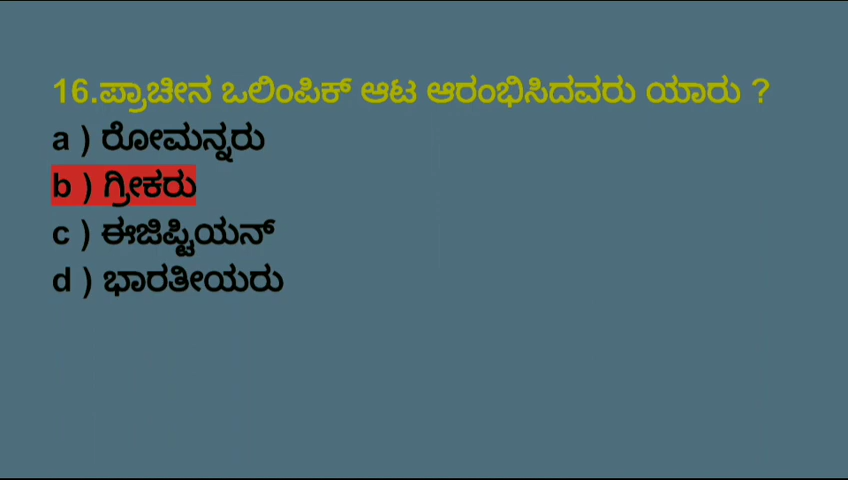 16.ಪ್ರಾಚೀನ ಒಲಿಂಪಿಕ್ ಆಟ ಆರಂಭಿಸಿದವರು ಯಾರು ?
a ) ರೋಮನ್ನರು
b ) ಗ್ರೀಕರು
c ) ಈಜಿಪ್ಟಿಯನ್
d ) ಭಾರತೀಯರು